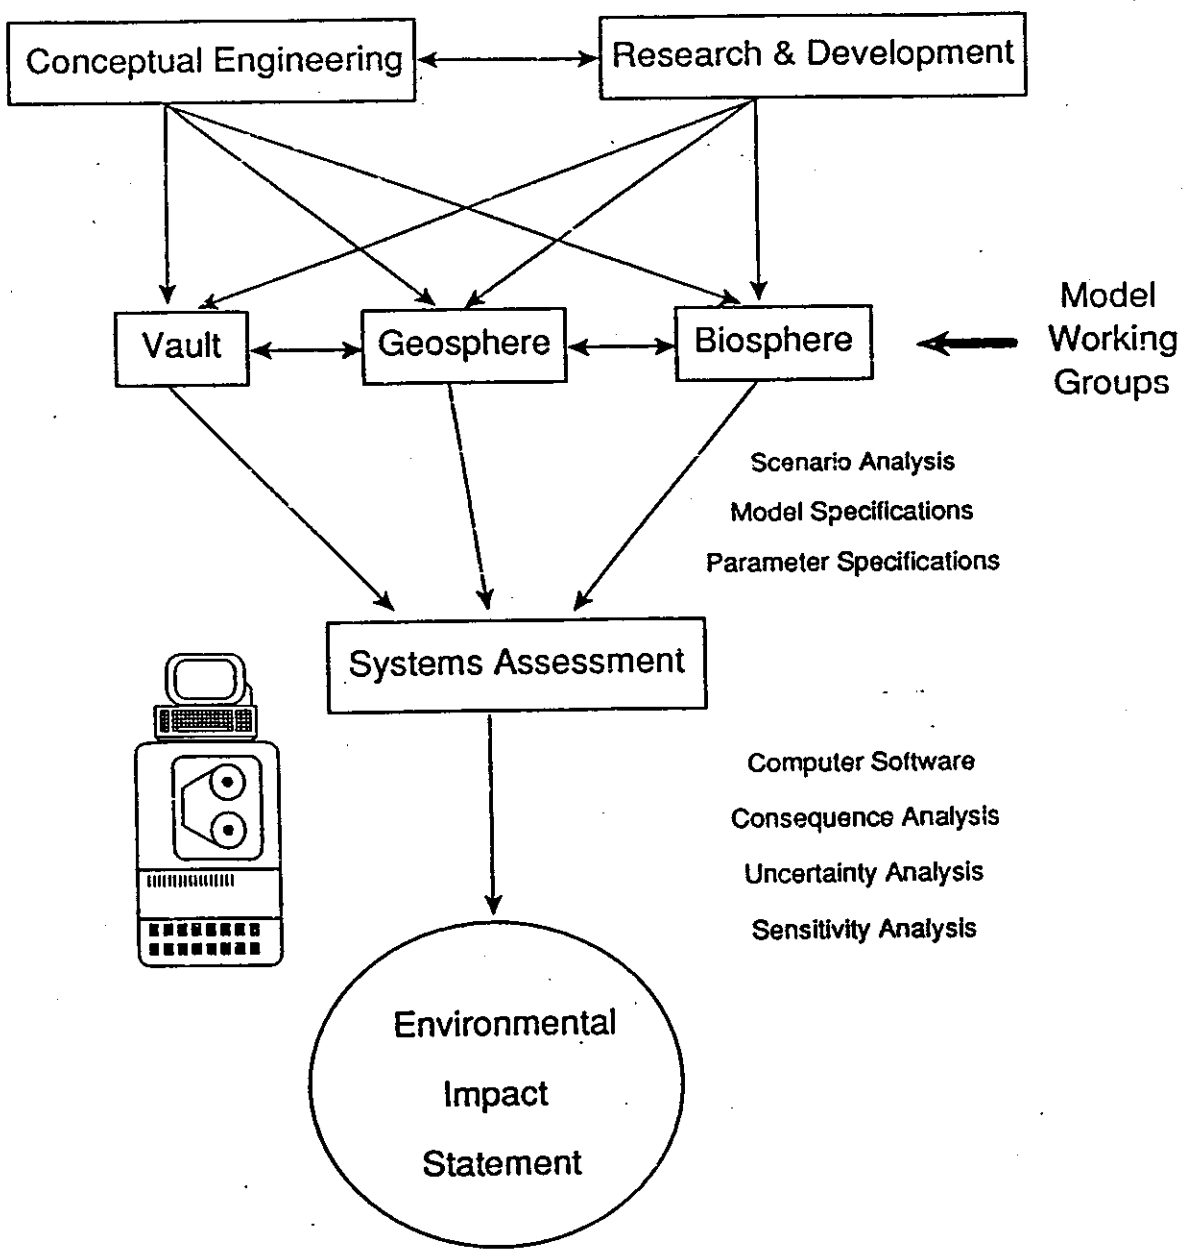 Conceptual Engineering
Research & Development
Vault
Geosphere
Biosphere
Model
Working
Groups
Scenario Analysis
Model Specifications
Parameter Specifications
Systems Assessment
Computer Software
Consequence Analysis
Uncertainty Analysis
Sensitivity Analysis
Environmental
Impact
Statement